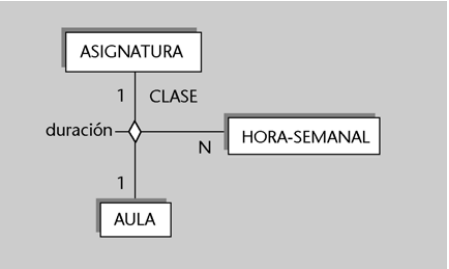 ASIGNATURA
1 CLASE
duración
N
HORA-SEMANAL
1
AULA